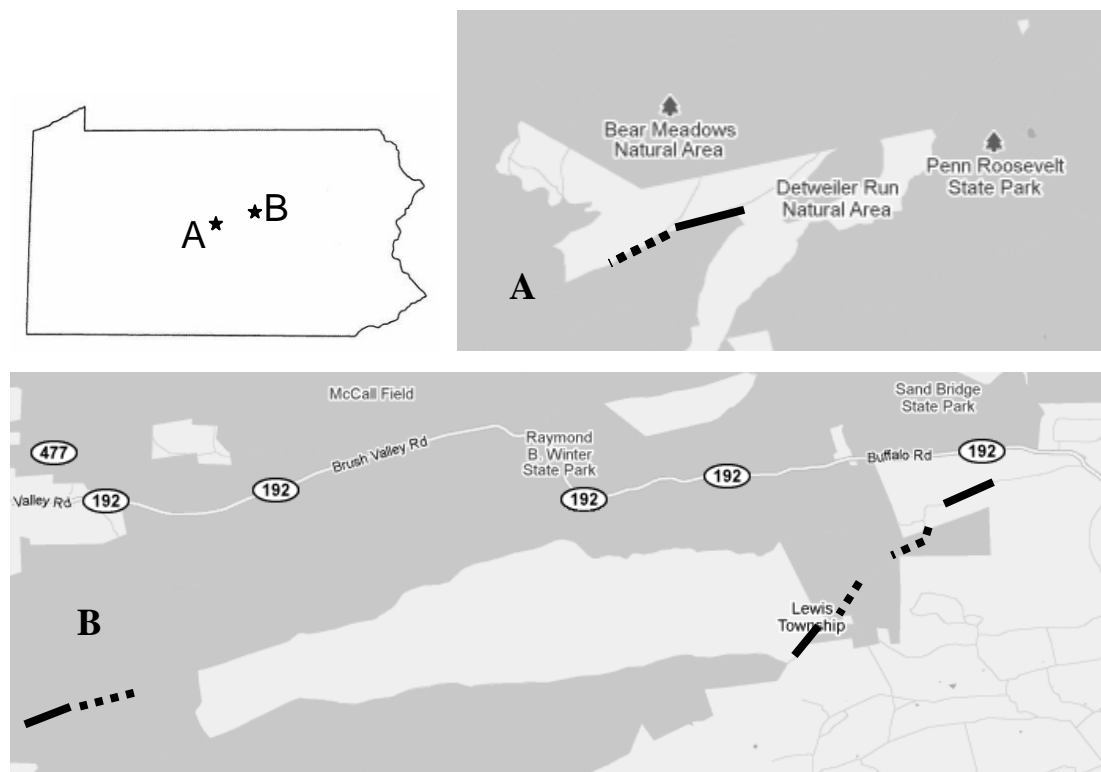 A
B
Bear Meadows
Natural Area
Penn Roosevelt
State Park
Detweiler Run
Natural Area
A
McCall Field
Sand Bridge
State Park
477
Brush Valley Rd
Raymond
B. Winter
State Park
Buffalo Rd
192
Valley Rd
192
192
192
192
B
Lewis
Township